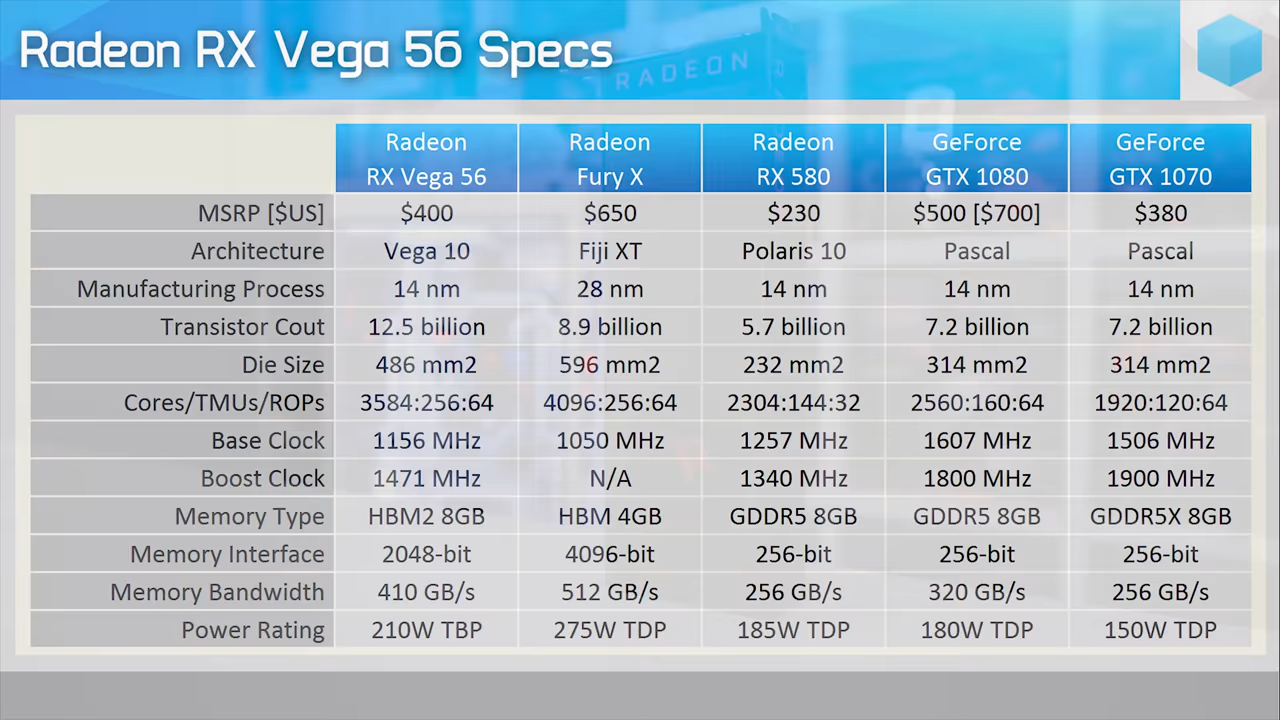 Radeon RX Vega 56 Specs
RADEON
Radeon RX Vega 56 Radeon Fury X Radeon RX 580 GeForce GTX 1080 GeForce GTX 1070
MSRP [$US] $400 $650 $230 $500 [$700] $380
Architecture Vega 10 Fiji XT Polaris 10 Pascal Pascal
Manufacturing Process 14 nm 28 nm 14 nm 14 nm 14 nm
Transistor Cout 12.5 billion 8.9 billion 5.7 billion 7.2 billion 7.2 billion
Die Size 486 mm2 596 mm2 232 mm2 314 mm2 314 mm2
Cores/TMUs/ROPs 3584:256:64 4096:256:64 2304:144:32 2560:160:64 1920:120:64
Base Clock 1156 MHz 1050 MHz 1257 MHz 1607 MHz 1506 MHz
Boost Clock 1471 MHz N/A 1340 MHz 1800 MHz 1900 MHz
Memory Type HBM2 8GB HBM 4GB GDDR5 8GB GDDR5 8GB GDDR5X 8GB
Memory Interface 2048-bit 4096-bit 256-bit 256-bit 256-bit
Memory Bandwidth 410 GB/s 512 GB/s 256 GB/s 320 GB/s 256 GB/s
Power Rating 210W TBP 275W TDP 185W TDP 180W TDP 150W TDP